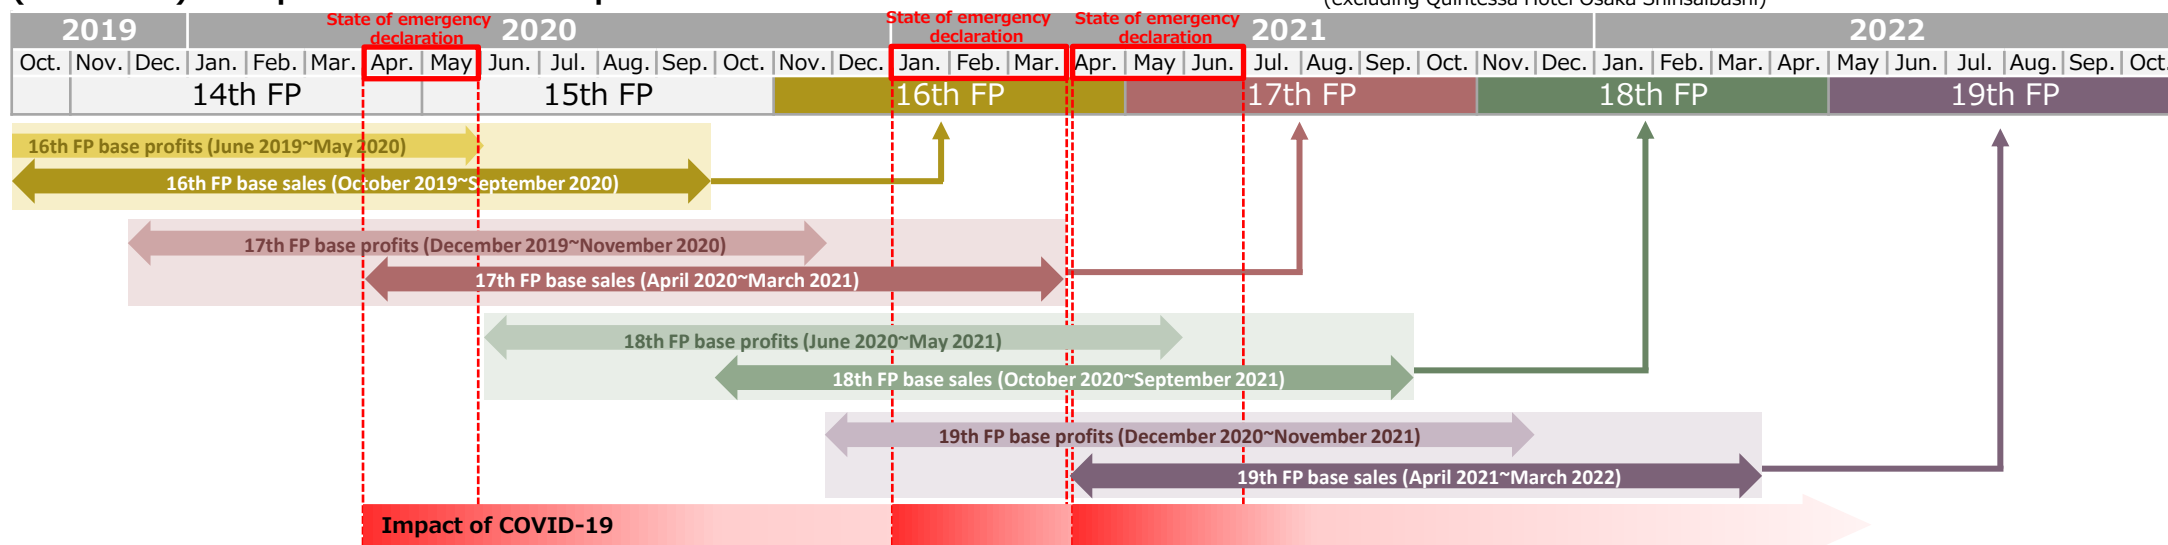 (excluding Quintessa Hotel Osaka Shinsaibashi)
State of emergency declaration
State of emergency declaration
State of emergency declaration
2019 2020 2021 2022
Oct. Nov. Dec. Jan. Feb. Mar. Apr. May Jun. Jul. Aug. Sep. Oct. Nov. Dec. Jan. Feb. Mar. Apr. May Jun. Jul. Aug. Sep. Oct. Nov. Dec. Jan. Feb. Mar. Apr. May Jun. Jul. Aug. Sep. Oct.
14th FP 15th FP 16th FP 17th FP 18th FP 19th FP
16th FP base profits (June 2019~May 2020)
16th FP base sales (October 2019~September 2020)
17th FP base profits (December 2019~November 2020)
17th FP base sales (April 2020~March 2021)
18th FP base profits (June 2020~May 2021)
18th FP base sales (October 2020~September 2021)
19th FP base profits (December 2020~November 2021)
19th FP base sales (April 2021~March 2022)
Impact of COVID-19